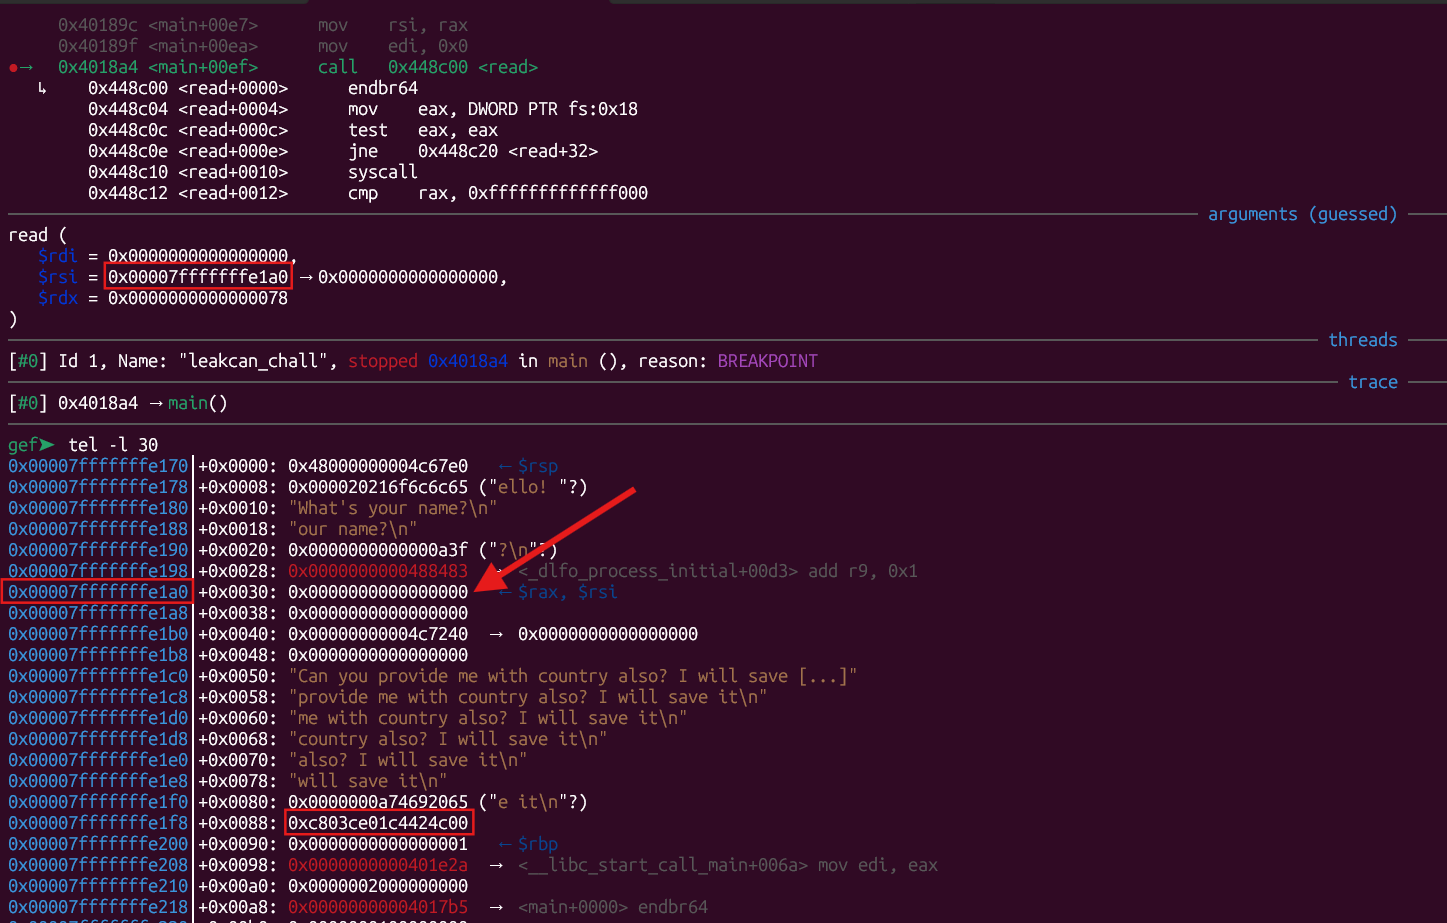 0x40189c <main+00e7> mov rsi, rax
0x40189f <main+00ea> mov edi, 0x0
●→ 0x4018a4 <main+00ef> call 0x448c00 <read>
↳ 0x448c00 <read+0000> endbr64
0x448c04 <read+0004> mov eax, DWORD PTR fs:0x18
0x448c0c <read+000c> test eax, eax
0x448c0e <read+000e> jne 0x448c20 <read+32>
0x448c10 <read+0010> syscall
0x448c12 <read+0012> cmp rax, 0xfffffffffffff000
arguments (guessed)
read (
$rdi = 0x0000000000000000,
$rsi = 0x00007fffffffe1a0 → 0x0000000000000000,
$rdx = 0x0000000000000078
)
threads
[#0] Id 1, Name: "leakcan_chall", stopped 0x4018a4 in main (), reason: BREAKPOINT
trace
[#0] 0x4018a4 → main()
gef➤ tel -l 30
0x00007fffffffe170│+0x0000: 0x48000000004c67e0 ← $rsp
0x00007fffffffe178│+0x0008: 0x000020216f6c6c65 ("ello! "?)
0x00007fffffffe180│+0x0010: "What's your name?\n"
0x00007fffffffe188│+0x0018: "our name?\n"
0x00007fffffffe190│+0x0020: 0x0000000000000a3f ("?\n"?)
0x00007fffffffe198│+0x0028: 0x0000000000488483 → <_dlfo_process_initial+00d3> add r9, 0x1
0x00007fffffffe1a0│+0x0030: 0x0000000000000000 ← $rax, $rsi
0x00007fffffffe1a8│+0x0038: 0x0000000000000000
0x00007fffffffe1b0│+0x0040: 0x00000000004c7240 → 0x0000000000000000
0x00007fffffffe1b8│+0x0048: 0x0000000000000000
0x00007fffffffe1c0│+0x0050: "Can you provide me with country also? I will save [...]"
0x00007fffffffe1c8│+0x0058: "provide me with country also? I will save it\n"
0x00007fffffffe1d0│+0x0060: "me with country also? I will save it\n"
0x00007fffffffe1d8│+0x0068: "country also? I will save it\n"
0x00007fffffffe1e0│+0x0070: "also? I will save it\n"
0x00007fffffffe1e8│+0x0078: "will save it\n"
0x00007fffffffe1f0│+0x0080: 0x0000000a74692065 ("e it\n"?)
0x00007fffffffe1f8│+0x0088: 0xc803ce01c4424c00
0x00007fffffffe200│+0x0090: 0x0000000000000001 ← $rbp
0x00007fffffffe208│+0x0098: 0x0000000000401e2a → <__libc_start_call_main+006a> mov edi, eax
0x00007fffffffe210│+0x00a0: 0x0000002000000000
0x00007fffffffe218│+0x00a8: 0x00000000004017b5 → <main+0000> endbr64